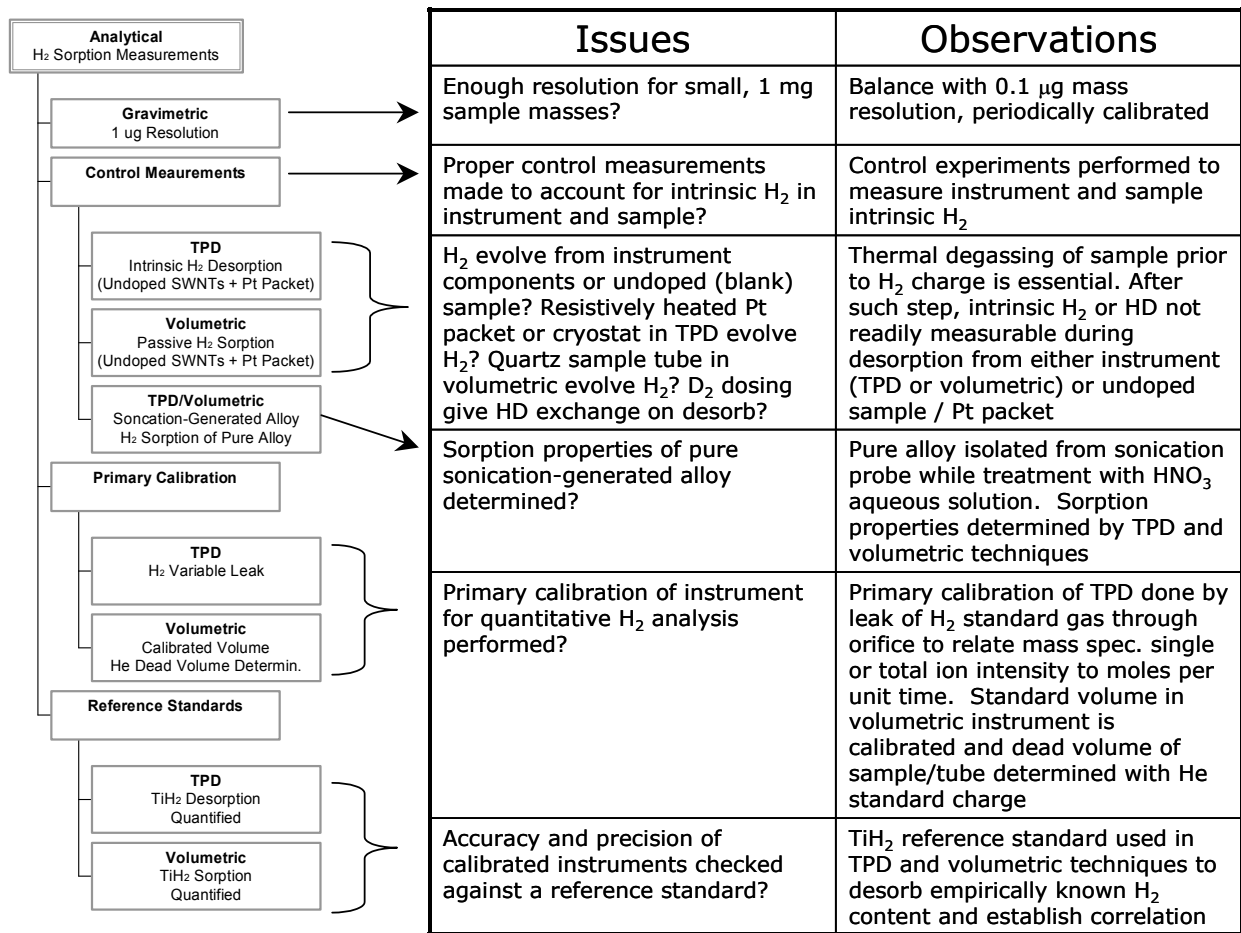 Analytical
H₂ Sorption Measurements
Gravimetric
1 ug Resolution
Control Meaurements
TPD
Intrinsic H₂ Desorption
(Undoped SWNTs + Pt Packet)
Volumetric
Passive H₂ Sorption
(Undoped SWNTs + Pt Packet)
TPD/Volumetric
Soncation-Generated Alloy
H₂ Sorption of Pure Alloy
Primary Calibration
TPD
H₂ Variable Leak
Volumetric
Calibrated Volume
He Dead Volume Determin.
Reference Standards
TPD
TiH₂ Desorption
Quantified
Volumetric
TiH₂ Sorption
Quantified
Issues
Observations
Enough resolution for small, 1 mg
sample masses?
Balance with 0.1 μg mass
resolution, periodically calibrated
Proper control measurements
made to account for intrinsic H₂ in
instrument and sample?
Control experiments performed to
measure instrument and sample
intrinsic H₂
H₂ evolve from instrument
components or undoped (blank)
sample? Resistively heated Pt
packet or cryostat in TPD evolve
H₂? Quartz sample tube in
volumetric evolve H₂? D₂ dosing
give HD exchange on desorb?
Thermal degassing of sample prior
to H₂ charge is essential. After
such step, intrinsic H₂ or HD not
readily measurable during
desorption from either instrument
(TPD or volumetric) or undoped
sample / Pt packet
Sorption properties of pure
sonication-generated alloy
determined?
Pure alloy isolated from sonication
probe while treatment with HNO₃
aqueous solution. Sorption
properties determined by TPD and
volumetric techniques
Primary calibration of instrument
for quantitative H₂ analysis
performed?
Primary calibration of TPD done by
leak of H₂ standard gas through
orifice to relate mass spec. single
or total ion intensity to moles per
unit time. Standard volume in
volumetric instrument is
calibrated and dead volume of
sample/tube determined with He
standard charge
Accuracy and precision of
calibrated instruments checked
against a reference standard?
TiH₂ reference standard used in
TPD and volumetric techniques to
desorb empirically known H₂
content and establish correlation